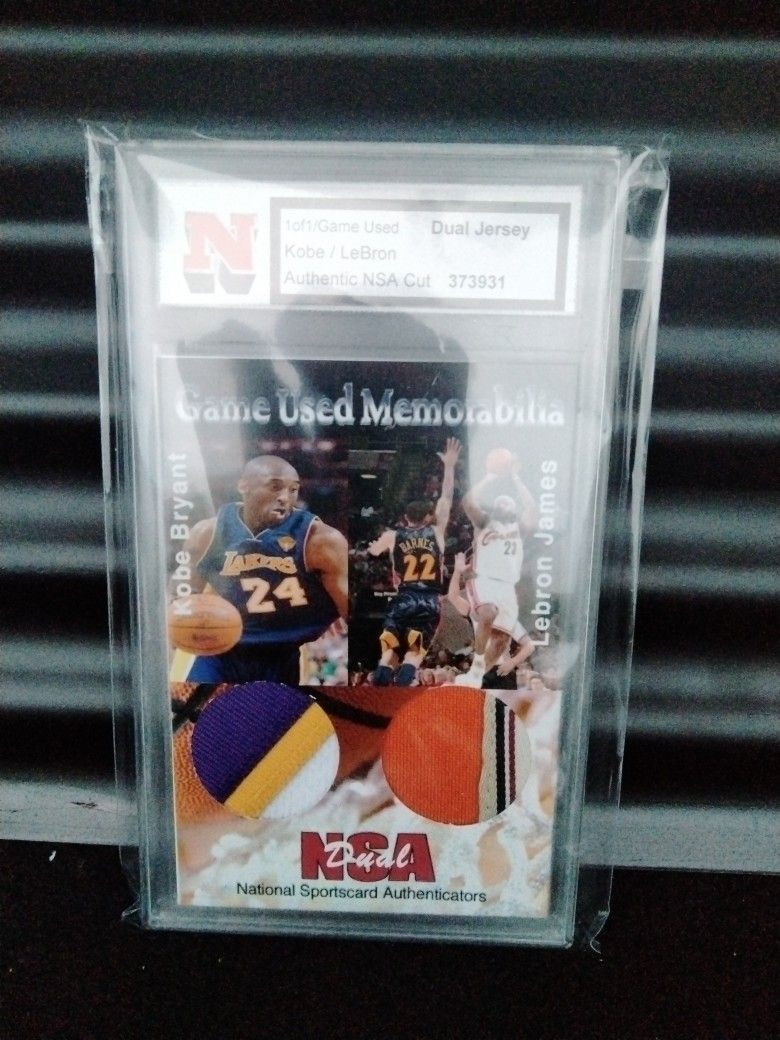 N
1of1/Game Used Dual Jersey
Kobe / LeBron
Authentic NSA Cut 373931
Game Used Memorabilia
Kobe Bryant
LAKERS
24
BARNES
22
23
Lebron James
NSA
Dual
National Sportscard Authenticators